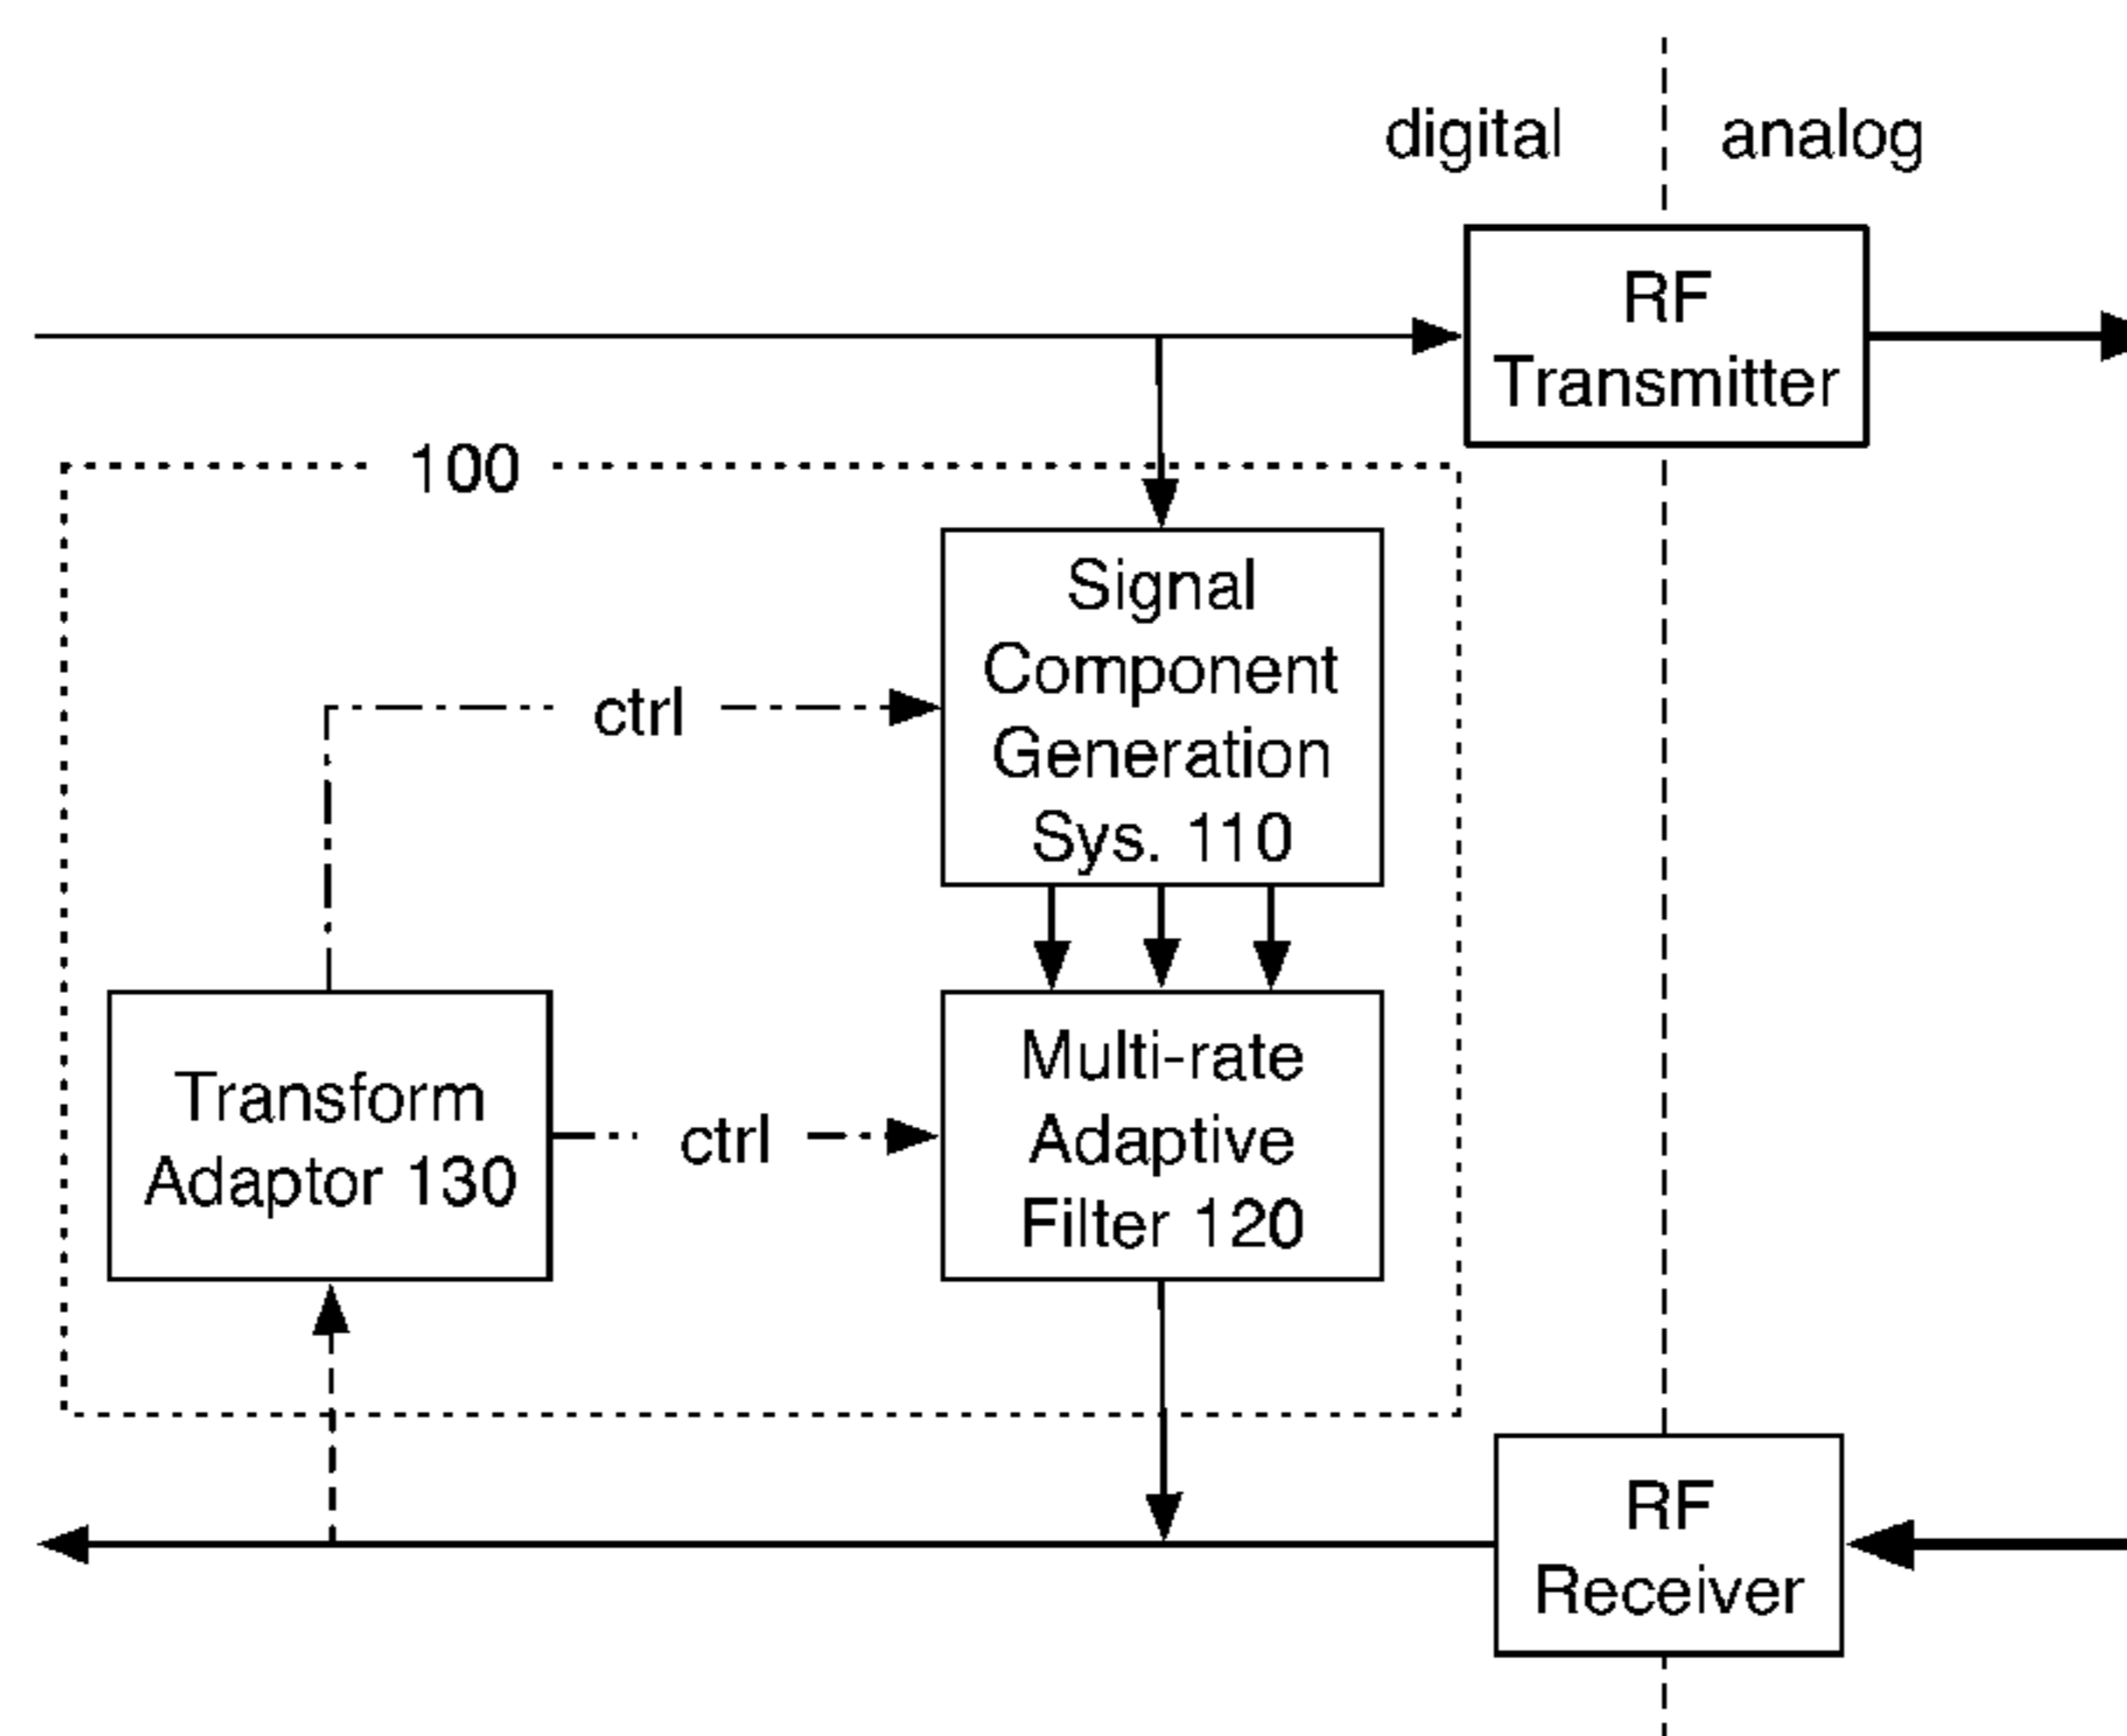 digital
analog
RF
Transmitter
100
Signal
Component
Generation
Sys. 110
ctrl
Transform
Adaptor 130
ctrl
Multi-rate
Adaptive
Filter 120
RF
Receiver